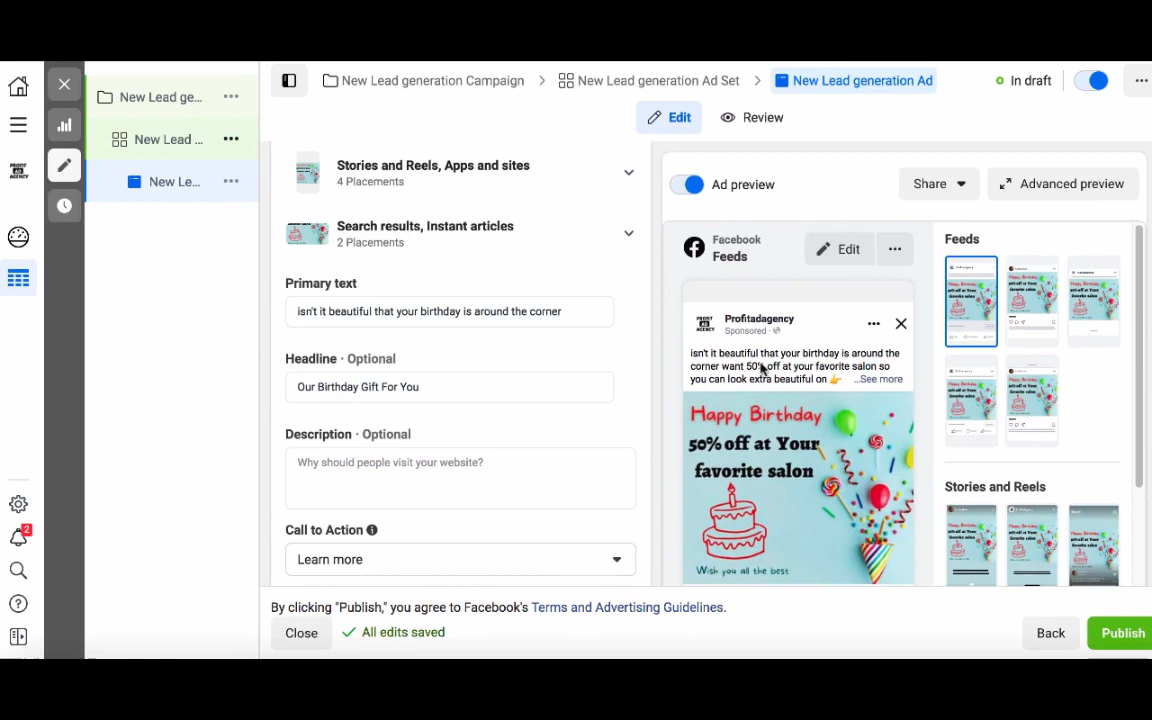 New Lead generation Campaign > New Lead generation Ad Set > New Lead generation Ad
In draft
New Lead ge...
New Lead ...
New Le...
Edit
Review
PROFIT
AD
AGENCY
Stories and Reels, Apps and sites
4 Placements
Search results, Instant articles
2 Placements
Primary text
isn't it beautiful that your birthday is around the corner
Headline · Optional
Our Birthday Gift For You
Description · Optional
Why should people visit your website?
Call to Action
Learn more
Ad preview
Share
Advanced preview
Facebook
Feeds
Edit
Profitadagency
Sponsored ·
isn't it beautiful that your birthday is around the
corner want 50% off at your favorite salon so
you can look extra beautiful on 👉 ...See more
Happy Birthday
50% off at Your
favorite salon
Wish you all the best
Feeds
Stories and Reels
2
By clicking "Publish," you agree to Facebook's Terms and Advertising Guidelines.
Close
All edits saved
Back
Publish